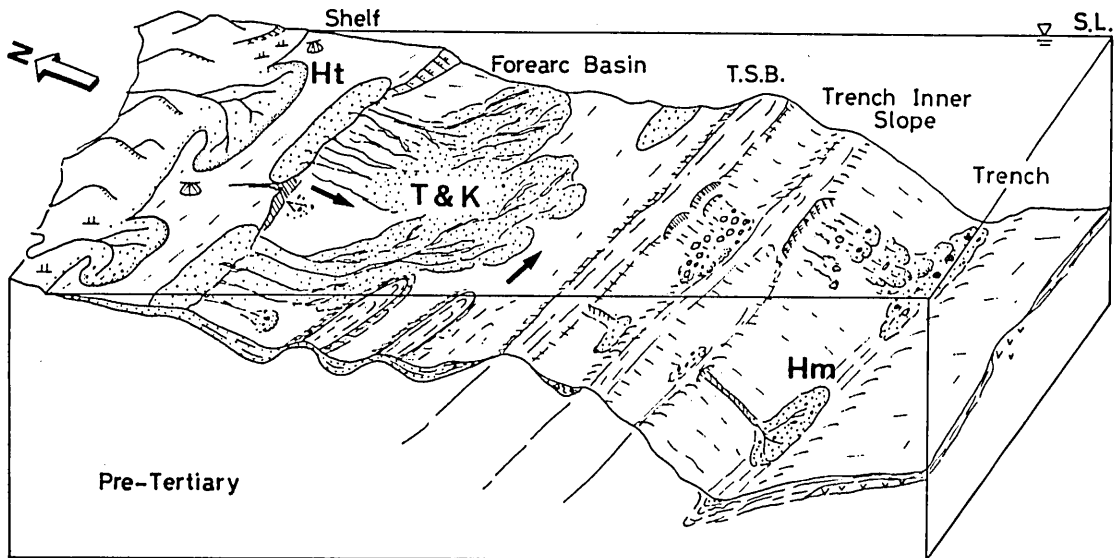 Shelf
S.L.
N
Ht
Forearc Basin
T.S.B.
Trench Inner
Slope
Trench
T & K
Hm
Pre-Tertiary